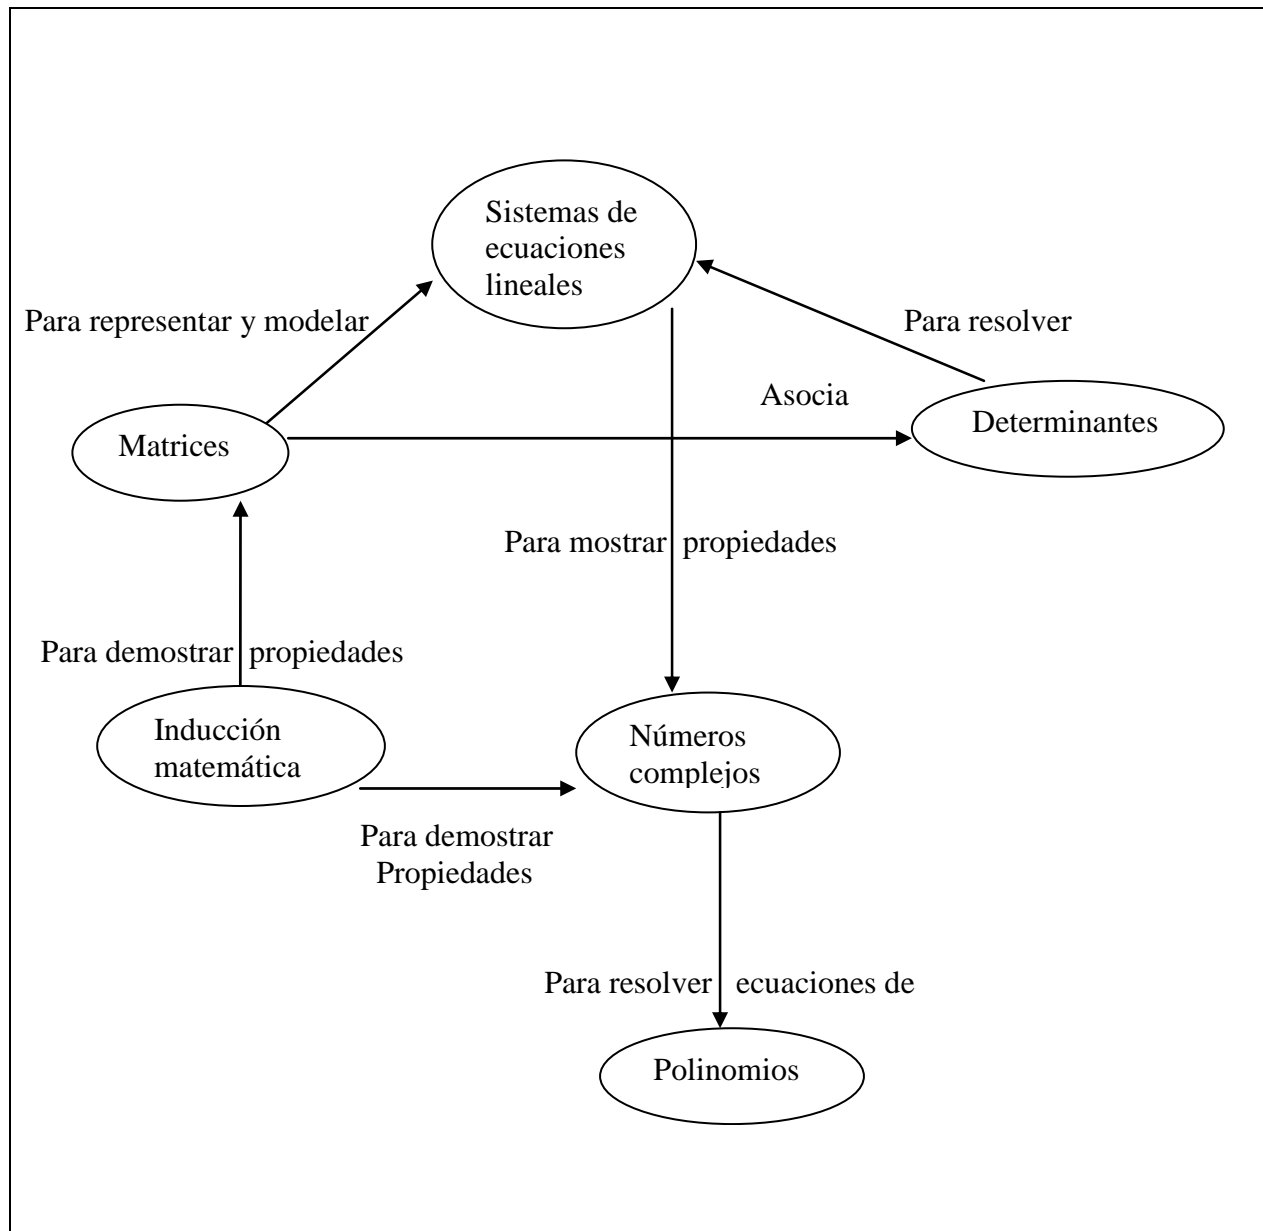 Sistemas de
ecuaciones
lineales
Para representar y modelar
Para resolver
Asocia
Matrices
Determinantes
Para mostrar propiedades
Para demostrar propiedades
Inducción
matemática
Números
complejos
Para demostrar
Propiedades
Para resolver ecuaciones de
Polinomios